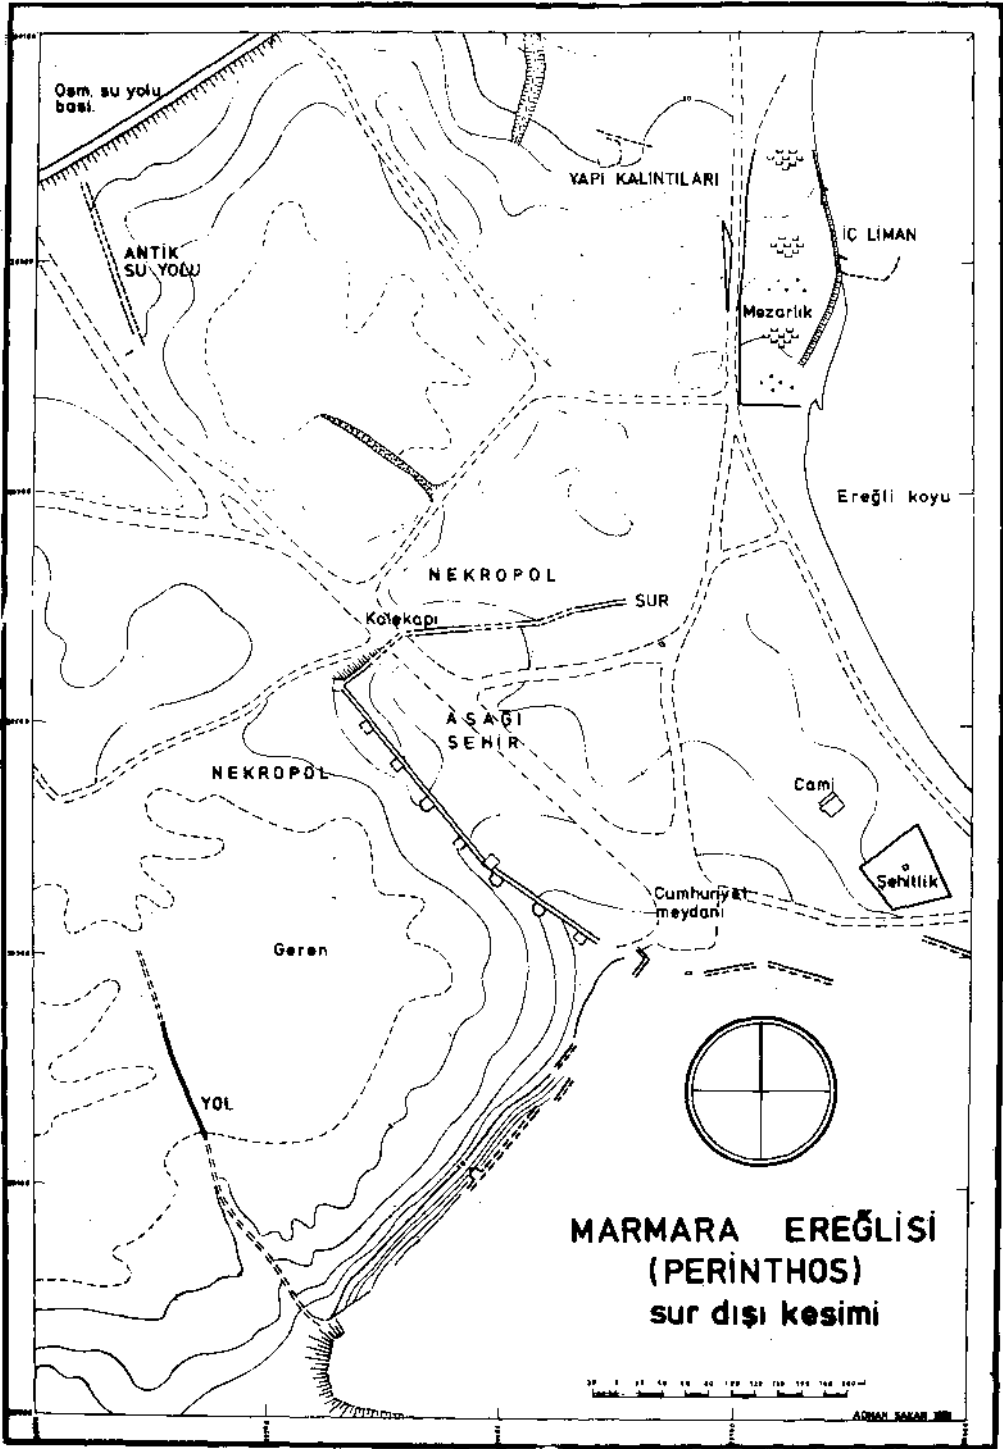 Osm. su yolu
bası.
YAPI KALINTILARI
İÇ LİMAN
ANTİK
SU YOLU
Mezarlık
Ereğli koyu
NEKROPOL
SUR
Kalekapı
AŞAĞI
ŞEHİR
NEKROPOL
Cami
Şehitlik
Cumhuriyet
meydanı
Geren
YOL
MARMARA EREĞLİSİ
(PERİNTHOS)
sur dışı kesimi